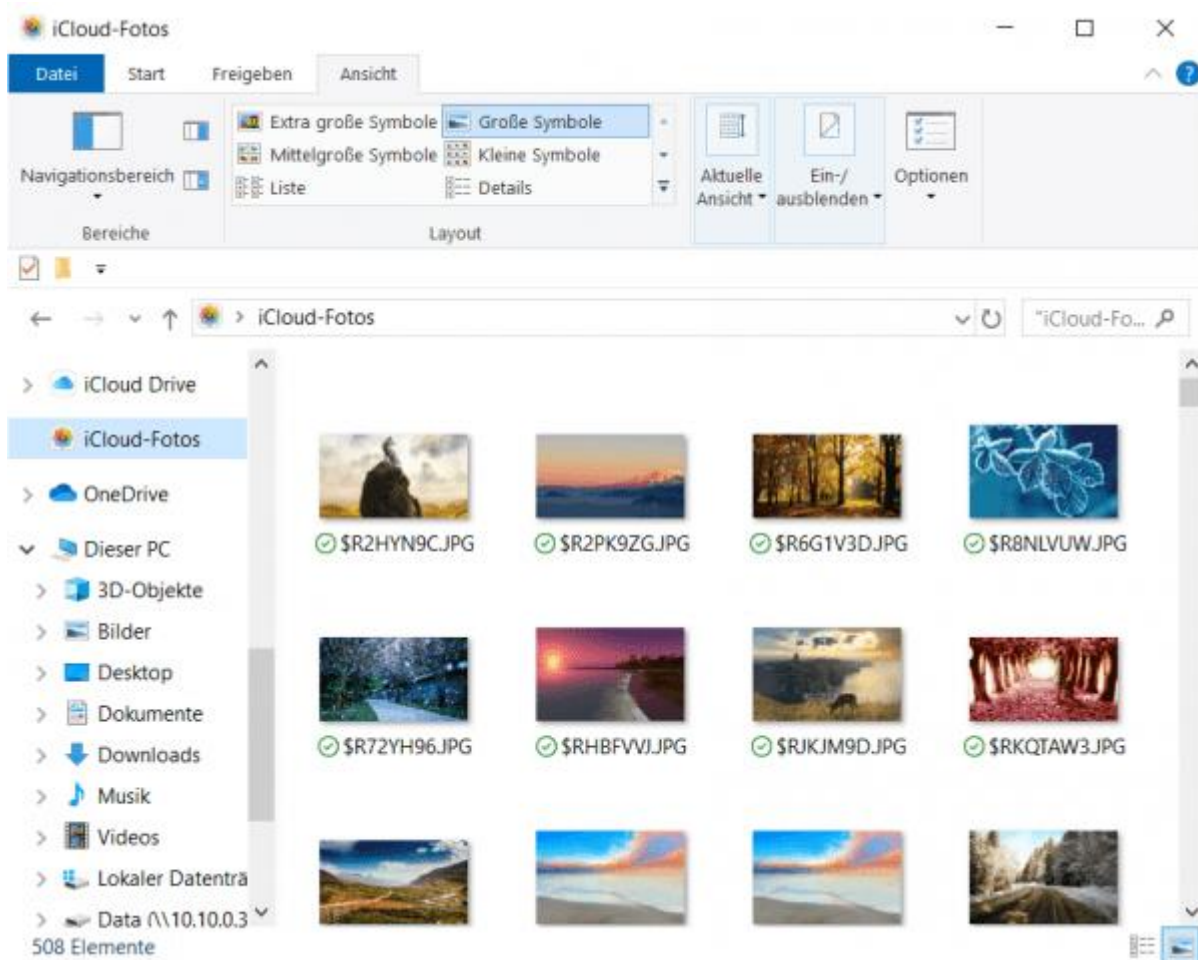 iCloud-Fotos
Datei Start Freigeben Ansicht
Extra große Symbole Große Symbole
Mittelgroße Symbole Kleine Symbole
Liste Details
Navigationsbereich
Aktuelle Ansicht
Ein-/ ausblenden
Optionen
Bereiche Layout
iCloud-Fotos "iCloud-Fo...
iCloud Drive
iCloud-Fotos
OneDrive
Dieser PC
3D-Objekte
Bilder
Desktop
Dokumente
Downloads
Musik
Videos
Lokaler Datenträ
Data (\\10.10.0.3
$R2HYN9C.JPG $R2PK9ZG.JPG $R6G1V3D.JPG $R8NLVUW.JPG
$R72YH96.JPG $RHBFVVJ.JPG $RJKJM9D.JPG $RKQTAW3.JPG
508 Elemente